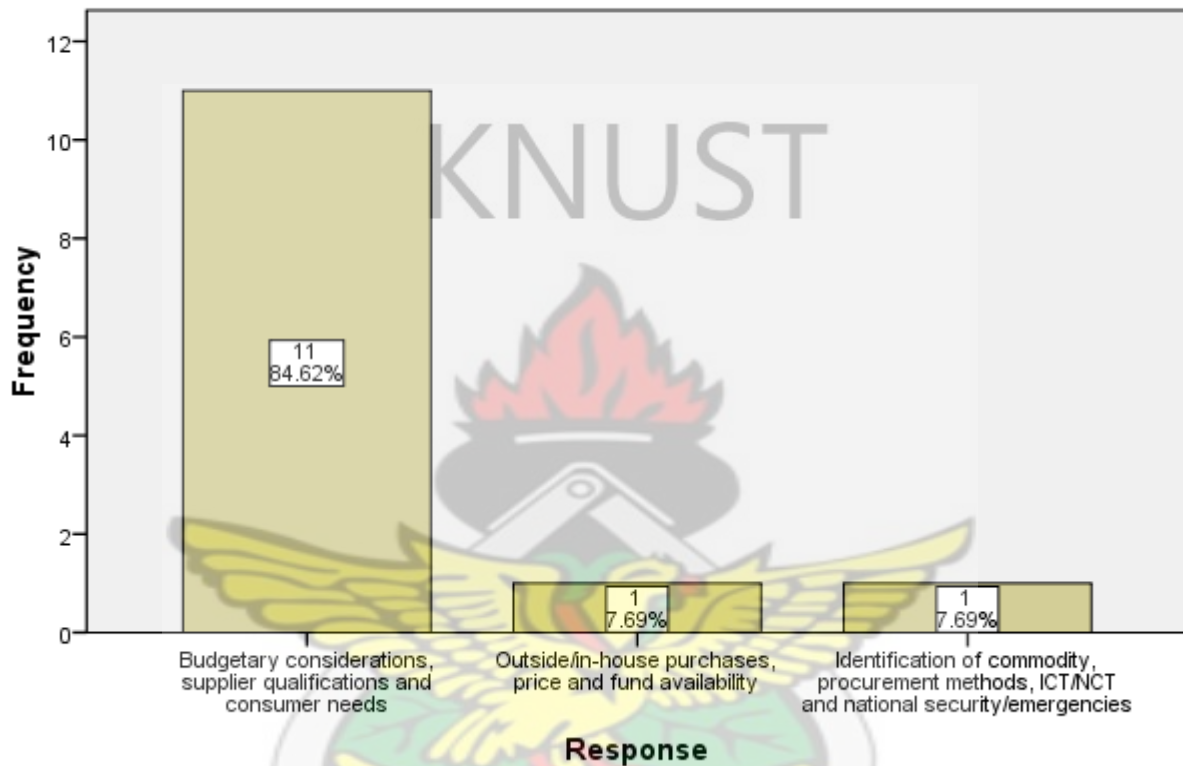 12
10
8
6
4
2
0
Frequency
KNUST
11
84.62%
1
7.69%
1
7.69%
Budgetary considerations,
supplier qualifications and
consumer needs
Outside/in-house purchases,
price and fund availability
Identification of commodity,
procurement methods, ICT/NCT
and national security/emergencies
Response